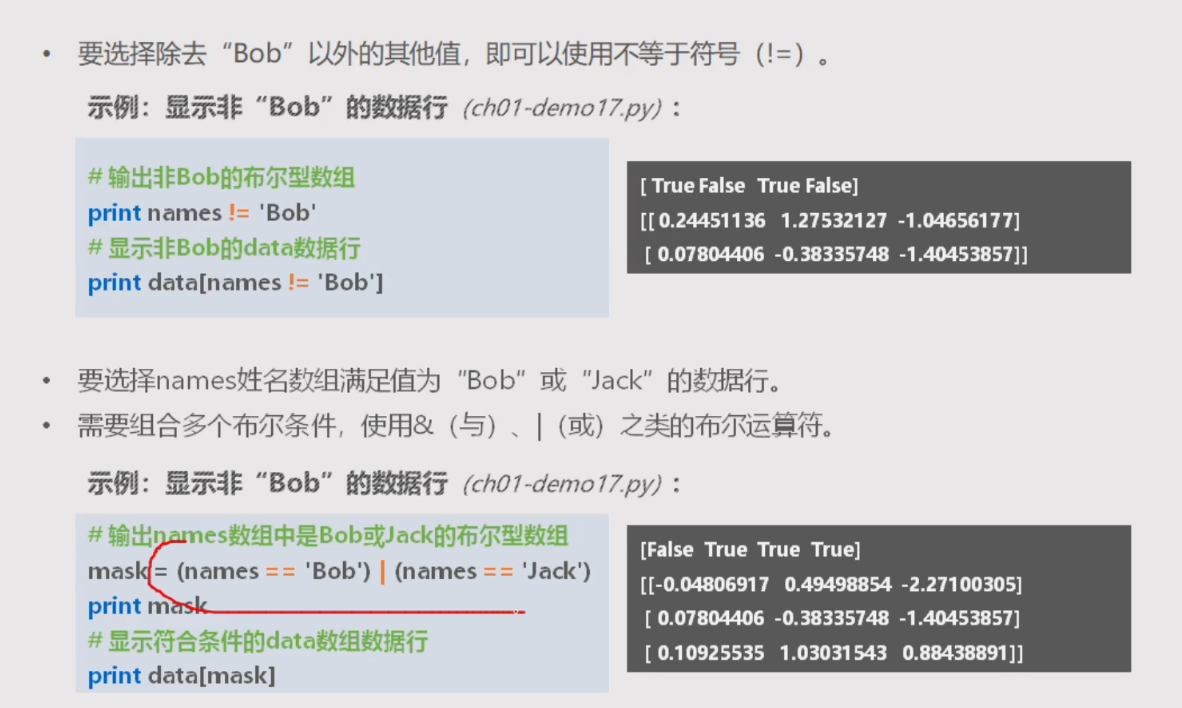 • 要选择除去“Bob”以外的其他值，即可以使用不等于符号（!=）。
示例：显示非“Bob”的数据行 (ch01-demo17.py)：
# 输出非Bob的布尔型数组
print names != 'Bob'
# 显示非Bob的data数据行
print data[names != 'Bob']
[ True False  True False]
[[ 0.24451136  1.27532127 -1.04656177]
[ 0.07804406 -0.38335748 -1.40453857]]
• 要选择names姓名数组满足值为“Bob”或“Jack”的数据行。
• 需要组合多个布尔条件，使用&（与）、|（或）之类的布尔运算符。
示例：显示非“Bob”的数据行 (ch01-demo17.py)：
# 输出names数组中是Bob或Jack的布尔型数组
mask = (names == 'Bob') | (names == 'Jack')
print mask
# 显示符合条件的data数组数据行
print data[mask]
[False  True  True  True]
[[-0.04806917  0.49498854 -2.27100305]
[ 0.07804406 -0.38335748 -1.40453857]
[ 0.10925535  1.03031543  0.88438891]]